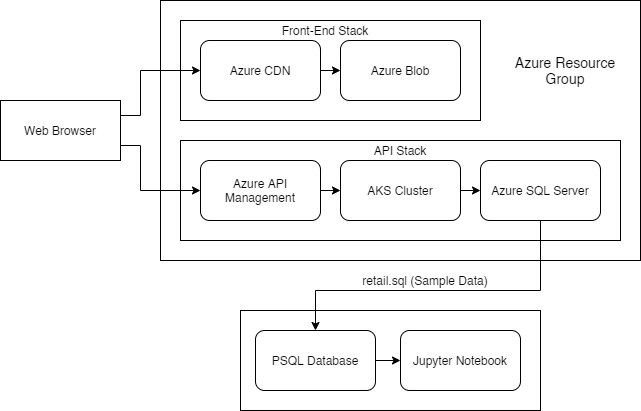 Front-End Stack
Azure CDN
Azure Blob
Azure Resource
Group
Web Browser
API Stack
Azure API
Management
AKS Cluster
Azure SQL Server
retail.sql (Sample Data)
PSQL Database
Jupyter Notebook